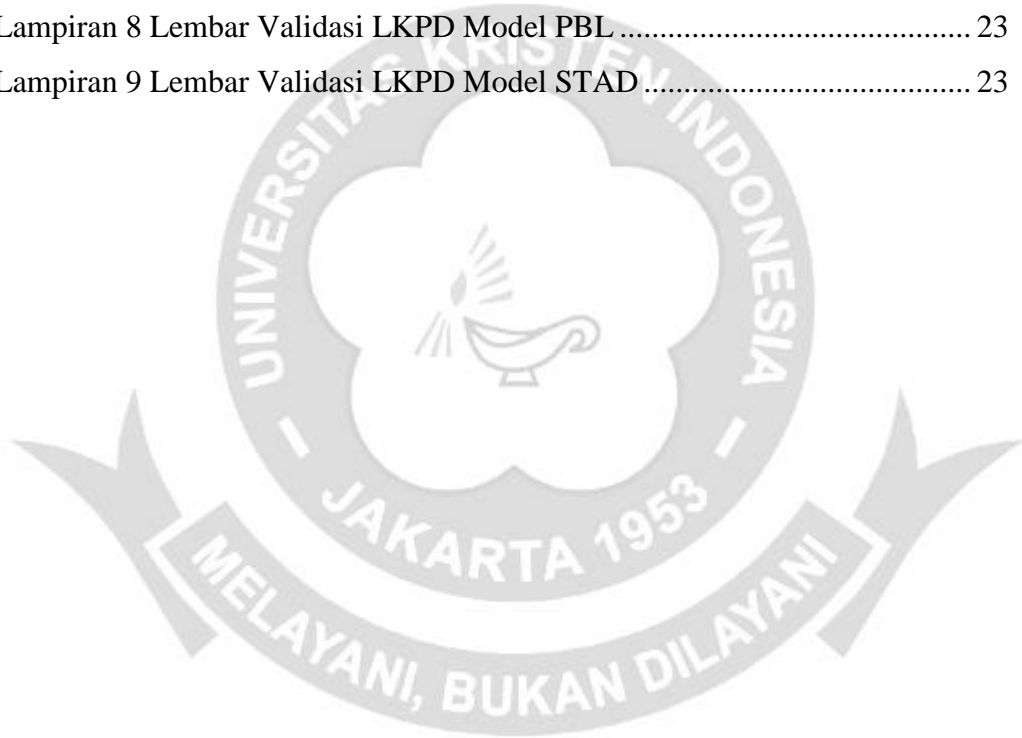 Lampiran 8 Lembar Validasi LKPD Model PBL ..................................... 23
Lampiran 9 Lembar Validasi LKPD Model STAD ................................... 23
UNIVERSITAS KRISTEN INDONESIA
- JAKARTA 1953 -
MELAYANI, BUKAN DILAYANI